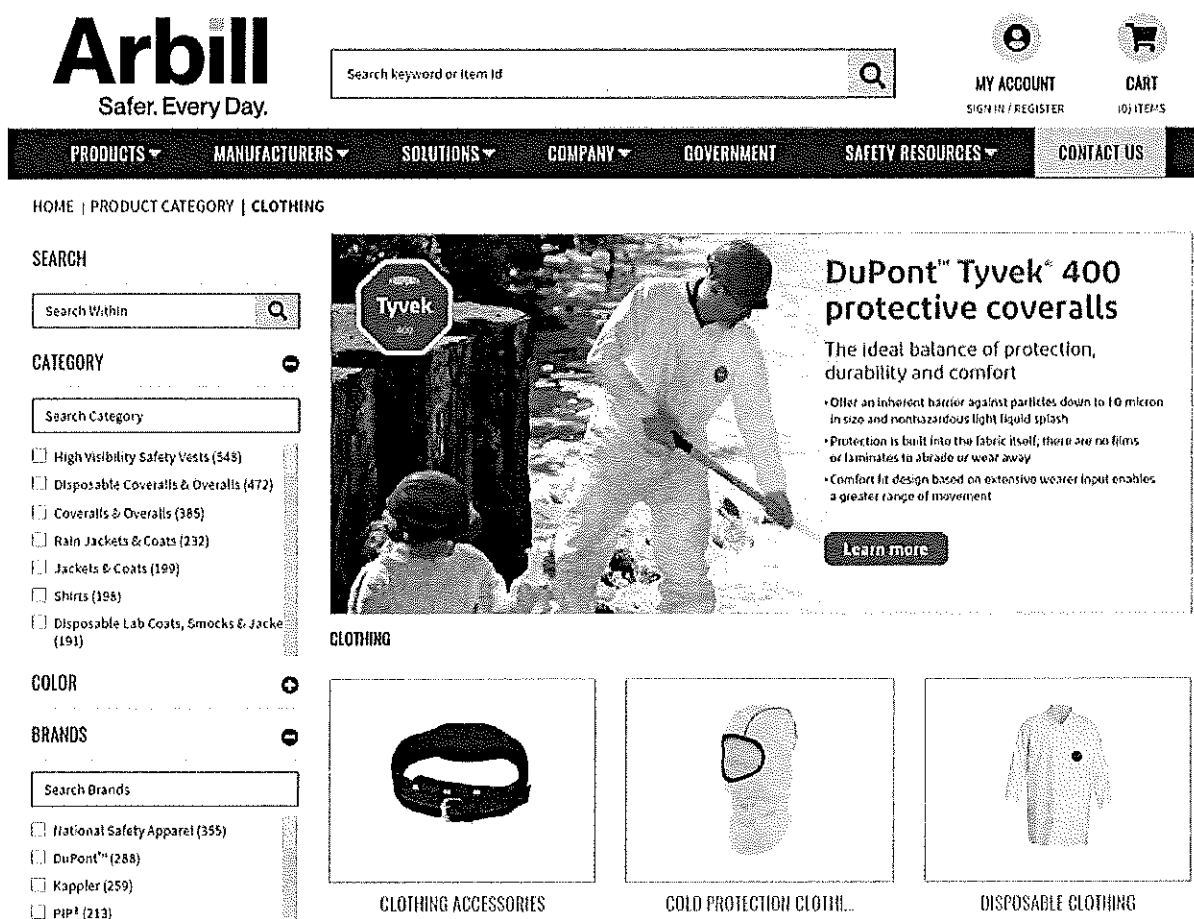 Arbill
Safer. Every Day.
Search keyword or Item Id
MY ACCOUNT
SIGN IN / REGISTER
CART
(0) ITEMS
PRODUCTS
MANUFACTURERS
SOLUTIONS
COMPANY
GOVERNMENT
SAFETY RESOURCES
CONTACT US
HOME | PRODUCT CATEGORY | CLOTHING
SEARCH
Search Within
CATEGORY
Search Category
High Visibility Safety Vests (548)
Disposable Coveralls & Overalls (472)
Coveralls & Overalls (385)
Rain Jackets & Coats (232)
Jackets & Coats (199)
Shirts (198)
Disposable Lab Coats, Smocks & Jacke
(191)
COLOR
BRANDS
Search Brands
National Safety Apparel (355)
DuPont™ (288)
Kappler (259)
PIP® (213)
Tyvek
400
DuPont™ Tyvek® 400
protective coveralls
The ideal balance of protection,
durability and comfort
• Offer an inherent barrier against particles down to 1.0 micron
in size and nonhazardous light liquid splash
• Protection is built into the fabric itself; there are no films
or laminates to abrade or wear away
• Comfort fit design based on extensive wearer input enables
a greater range of movement
Learn more
CLOTHING
CLOTHING ACCESSORIES
COLD PROTECTION CLOTHI...
DISPOSABLE CLOTHING